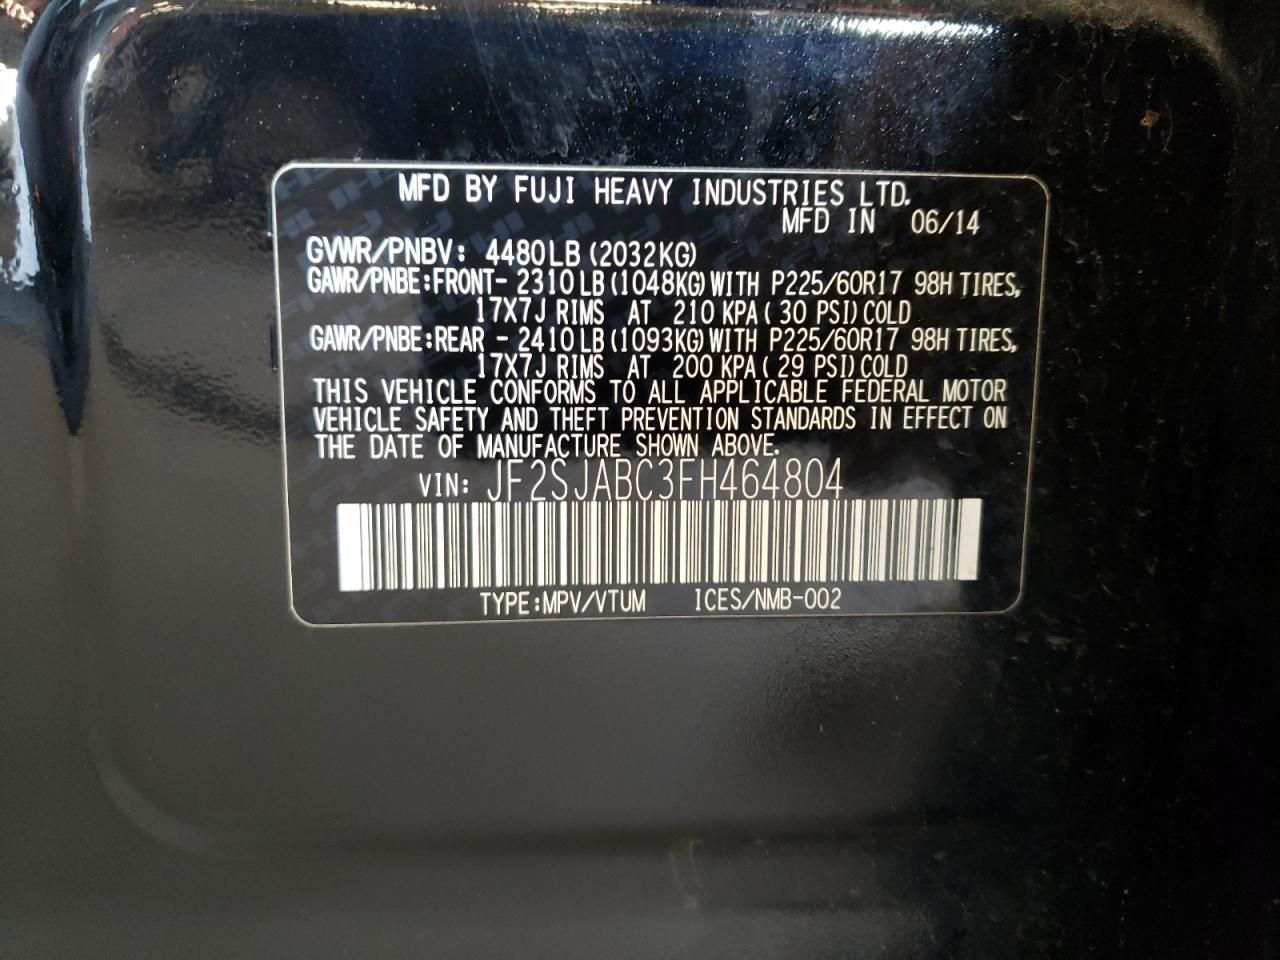 MFD BY FUJI HEAVY INDUSTRIES LTD.
MFD IN 06/14
GVWR/PNBV: 4480LB (2032KG)
GAWR/PNBE:FRONT- 2310LB (1048KG) WITH P225/60R17 98H TIRES,
17X7J RIMS AT 210 KPA (30 PSI) COLD
GAWR/PNBE:REAR - 2410LB (1093KG) WITH P225/60R17 98H TIRES,
17X7J RIMS AT 200 KPA (29 PSI) COLD
THIS VEHICLE CONFORMS TO ALL APPLICABLE FEDERAL MOTOR
VEHICLE SAFETY AND THEFT PREVENTION STANDARDS IN EFFECT ON
THE DATE OF MANUFACTURE SHOWN ABOVE.
VIN: JF2SJABC3FH464804
TYPE:MPV/VTUM ICES/NMB-002